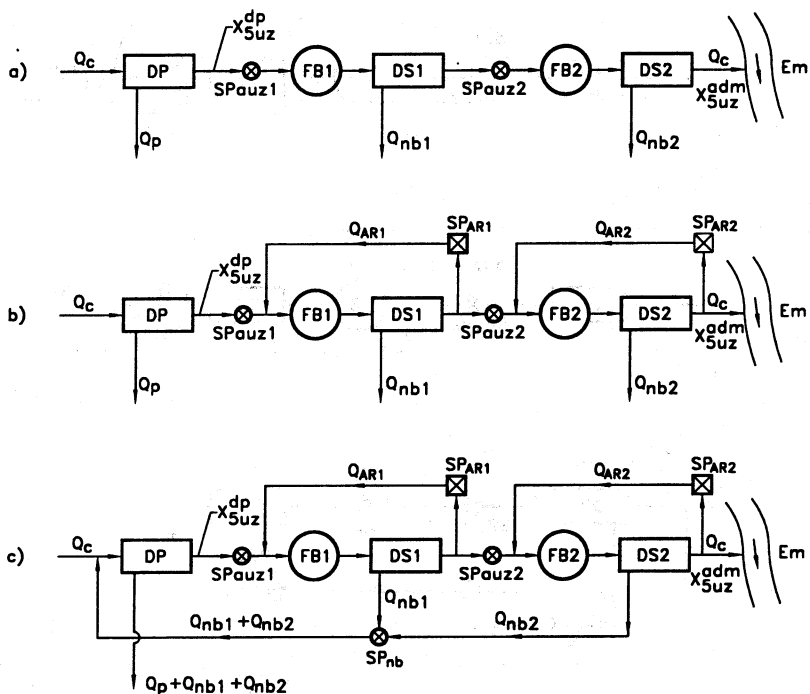 a)
Qc
DP
X5uz^dp
SPauz1
FB1
DS1
SPauz2
FB2
DS2
Qc
X5uz^adm
Em
Qp
Qnb1
Qnb2
b)
Qc
DP
X5uz^dp
SPauz1
QAR1
SPAR1
FB1
DS1
SPauz2
QAR2
SPAR2
FB2
DS2
Qc
X5uz^adm
Em
Qp
Qnb1
Qnb2
c)
Qc
DP
X5uz^dp
SPauz1
QAR1
SPAR1
FB1
DS1
SPauz2
QAR2
SPAR2
FB2
DS2
Qc
X5uz^adm
Em
Qnb1
Qnb1+Qnb2
SPnb
Qnb2
Qp+Qnb1+Qnb2